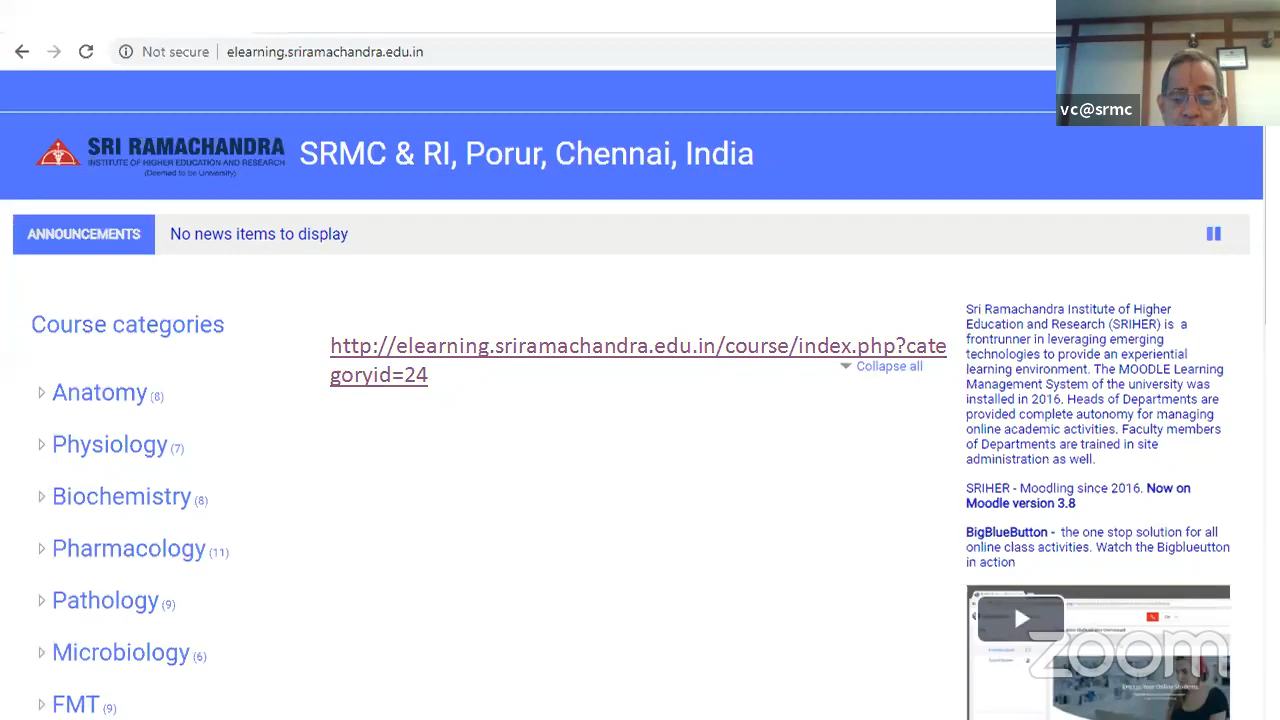 Not secure
elearning.sriramachandra.edu.in
vc@srmc
SRI RAMACHANDRA
INSTITUTE OF HIGHER EDUCATION AND RESEARCH
(Deemed to be University)
SRMC & RI, Porur, Chennai, India
ANNOUNCEMENTS
No news items to display
Course categories
http://elearning.sriramachandra.edu.in/course/index.php?cate
goryid=24
Collapse all
Anatomy (8)
Physiology (7)
Biochemistry (8)
Pharmacology (11)
Pathology (9)
Microbiology (6)
FMT (9)
Sri Ramachandra Institute of Higher
Education and Research (SRIHER) is a
frontrunner in leveraging emerging
technologies to provide an experiential
learning environment. The MOODLE Learning
Management System of the university was
installed in 2016. Heads of Departments are
provided complete autonomy for managing
online academic activities. Faculty members
of Departments are trained in site
administration as well.
SRIHER - Moodling since 2016. Now on
Moodle version 3.8
BigBlueButton - the one stop solution for all
online class activities. Watch the Bigblueutton
in action
zoom